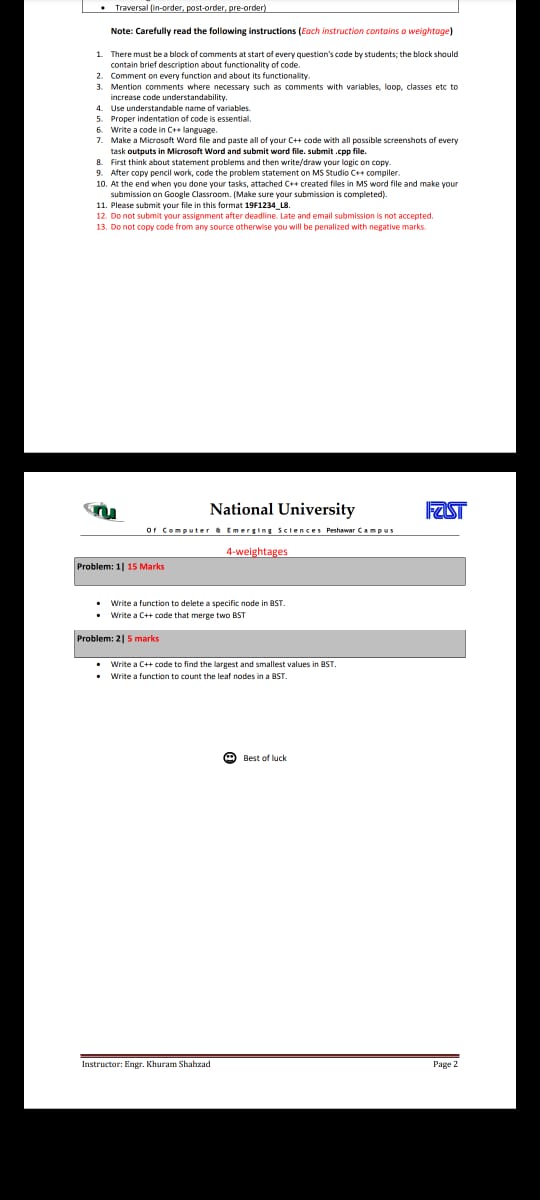 • Traversal (in-order, post-order, pre-order)
Note: Carefully read the following instructions (Each instruction contains a weightage)
1. There must be a block of comments at start of every question's code by students; the block should
contain brief description about functionality of code.
2. Comment on every function and about its functionality.
3. Mention comments where necessary such as comments with variables, loop, classes etc to
increase code understandability.
4. Use understandable name of variables.
5. Proper indentation of code is essential.
6. Write a code in C++ language.
7. Make a Microsoft Word file and paste all of your C++ code with all possible screenshots of every
task outputs in Microsoft Word and submit word file. submit .cpp file.
8. First think about statement problems and then write/draw your logic on copy.
9. After copy pencil work, code the problem statement on MS Studio C++ compiler.
10. At the end when you done your tasks, attached C++ created files in MS word file and make your
submission on Google Classroom. (Make sure your submission is completed).
11. Please submit your file in this format 19F1234_L8.
12. Do not submit your assignment after deadline. Late and email submission is not accepted.
13. Do not copy code from any source otherwise you will be penalized with negative marks.
nu National University FAST
Of Computer & Emerging Sciences Peshawar Campus
4-weightages
Problem: 1| 15 Marks
• Write a function to delete a specific node in BST.
• Write a C++ code that merge two BST
Problem: 2| 5 marks
• Write a C++ code to find the largest and smallest values in BST.
• Write a function to count the leaf nodes in a BST.
Best of luck
Instructor: Engr. Khuram Shahzad Page 2